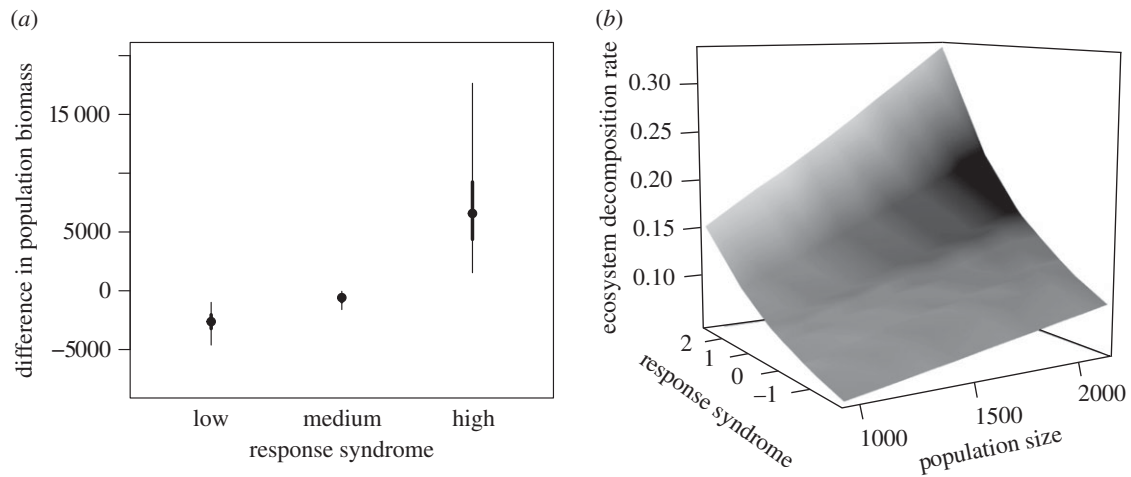 (a)
difference in population biomass
15 000
5000
0
–5000
low medium high
response syndrome
(b)
ecosystem decomposition rate
0.30
0.25
0.20
0.15
0.10
2
1
0
–1
response syndrome
1000
1500
2000
population size